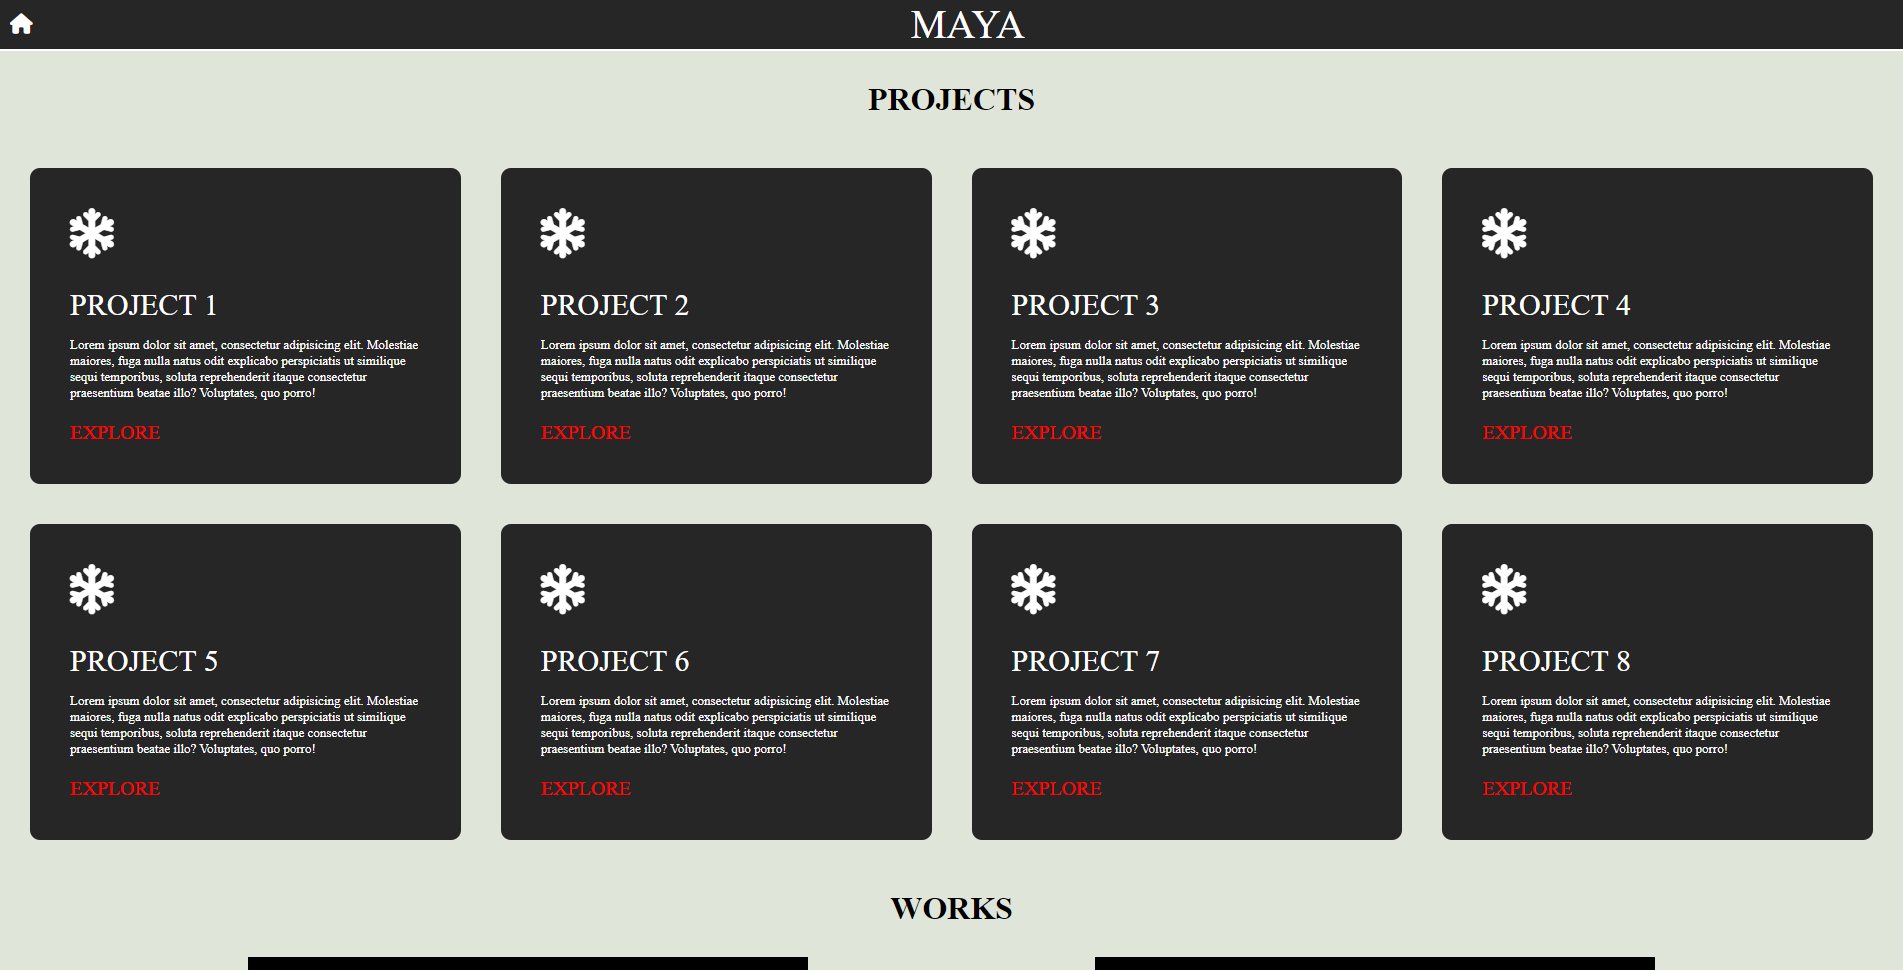 MAYA
PROJECTS
PROJECT 1
Lorem ipsum dolor sit amet, consectetur adipisicing elit. Molestiae
maiores, fuga nulla natus odit explicabo perspiciatis ut similique
sequi temporibus, soluta reprehenderit itaque consectetur
praesentium beatae illo? Voluptates, quo porro!
EXPLORE
PROJECT 2
Lorem ipsum dolor sit amet, consectetur adipisicing elit. Molestiae
maiores, fuga nulla natus odit explicabo perspiciatis ut similique
sequi temporibus, soluta reprehenderit itaque consectetur
praesentium beatae illo? Voluptates, quo porro!
EXPLORE
PROJECT 3
Lorem ipsum dolor sit amet, consectetur adipisicing elit. Molestiae
maiores, fuga nulla natus odit explicabo perspiciatis ut similique
sequi temporibus, soluta reprehenderit itaque consectetur
praesentium beatae illo? Voluptates, quo porro!
EXPLORE
PROJECT 4
Lorem ipsum dolor sit amet, consectetur adipisicing elit. Molestiae
maiores, fuga nulla natus odit explicabo perspiciatis ut similique
sequi temporibus, soluta reprehenderit itaque consectetur
praesentium beatae illo? Voluptates, quo porro!
EXPLORE
PROJECT 5
Lorem ipsum dolor sit amet, consectetur adipisicing elit. Molestiae
maiores, fuga nulla natus odit explicabo perspiciatis ut similique
sequi temporibus, soluta reprehenderit itaque consectetur
praesentium beatae illo? Voluptates, quo porro!
EXPLORE
PROJECT 6
Lorem ipsum dolor sit amet, consectetur adipisicing elit. Molestiae
maiores, fuga nulla natus odit explicabo perspiciatis ut similique
sequi temporibus, soluta reprehenderit itaque consectetur
praesentium beatae illo? Voluptates, quo porro!
EXPLORE
PROJECT 7
Lorem ipsum dolor sit amet, consectetur adipisicing elit. Molestiae
maiores, fuga nulla natus odit explicabo perspiciatis ut similique
sequi temporibus, soluta reprehenderit itaque consectetur
praesentium beatae illo? Voluptates, quo porro!
EXPLORE
PROJECT 8
Lorem ipsum dolor sit amet, consectetur adipisicing elit. Molestiae
maiores, fuga nulla natus odit explicabo perspiciatis ut similique
sequi temporibus, soluta reprehenderit itaque consectetur
praesentium beatae illo? Voluptates, quo porro!
EXPLORE
WORKS